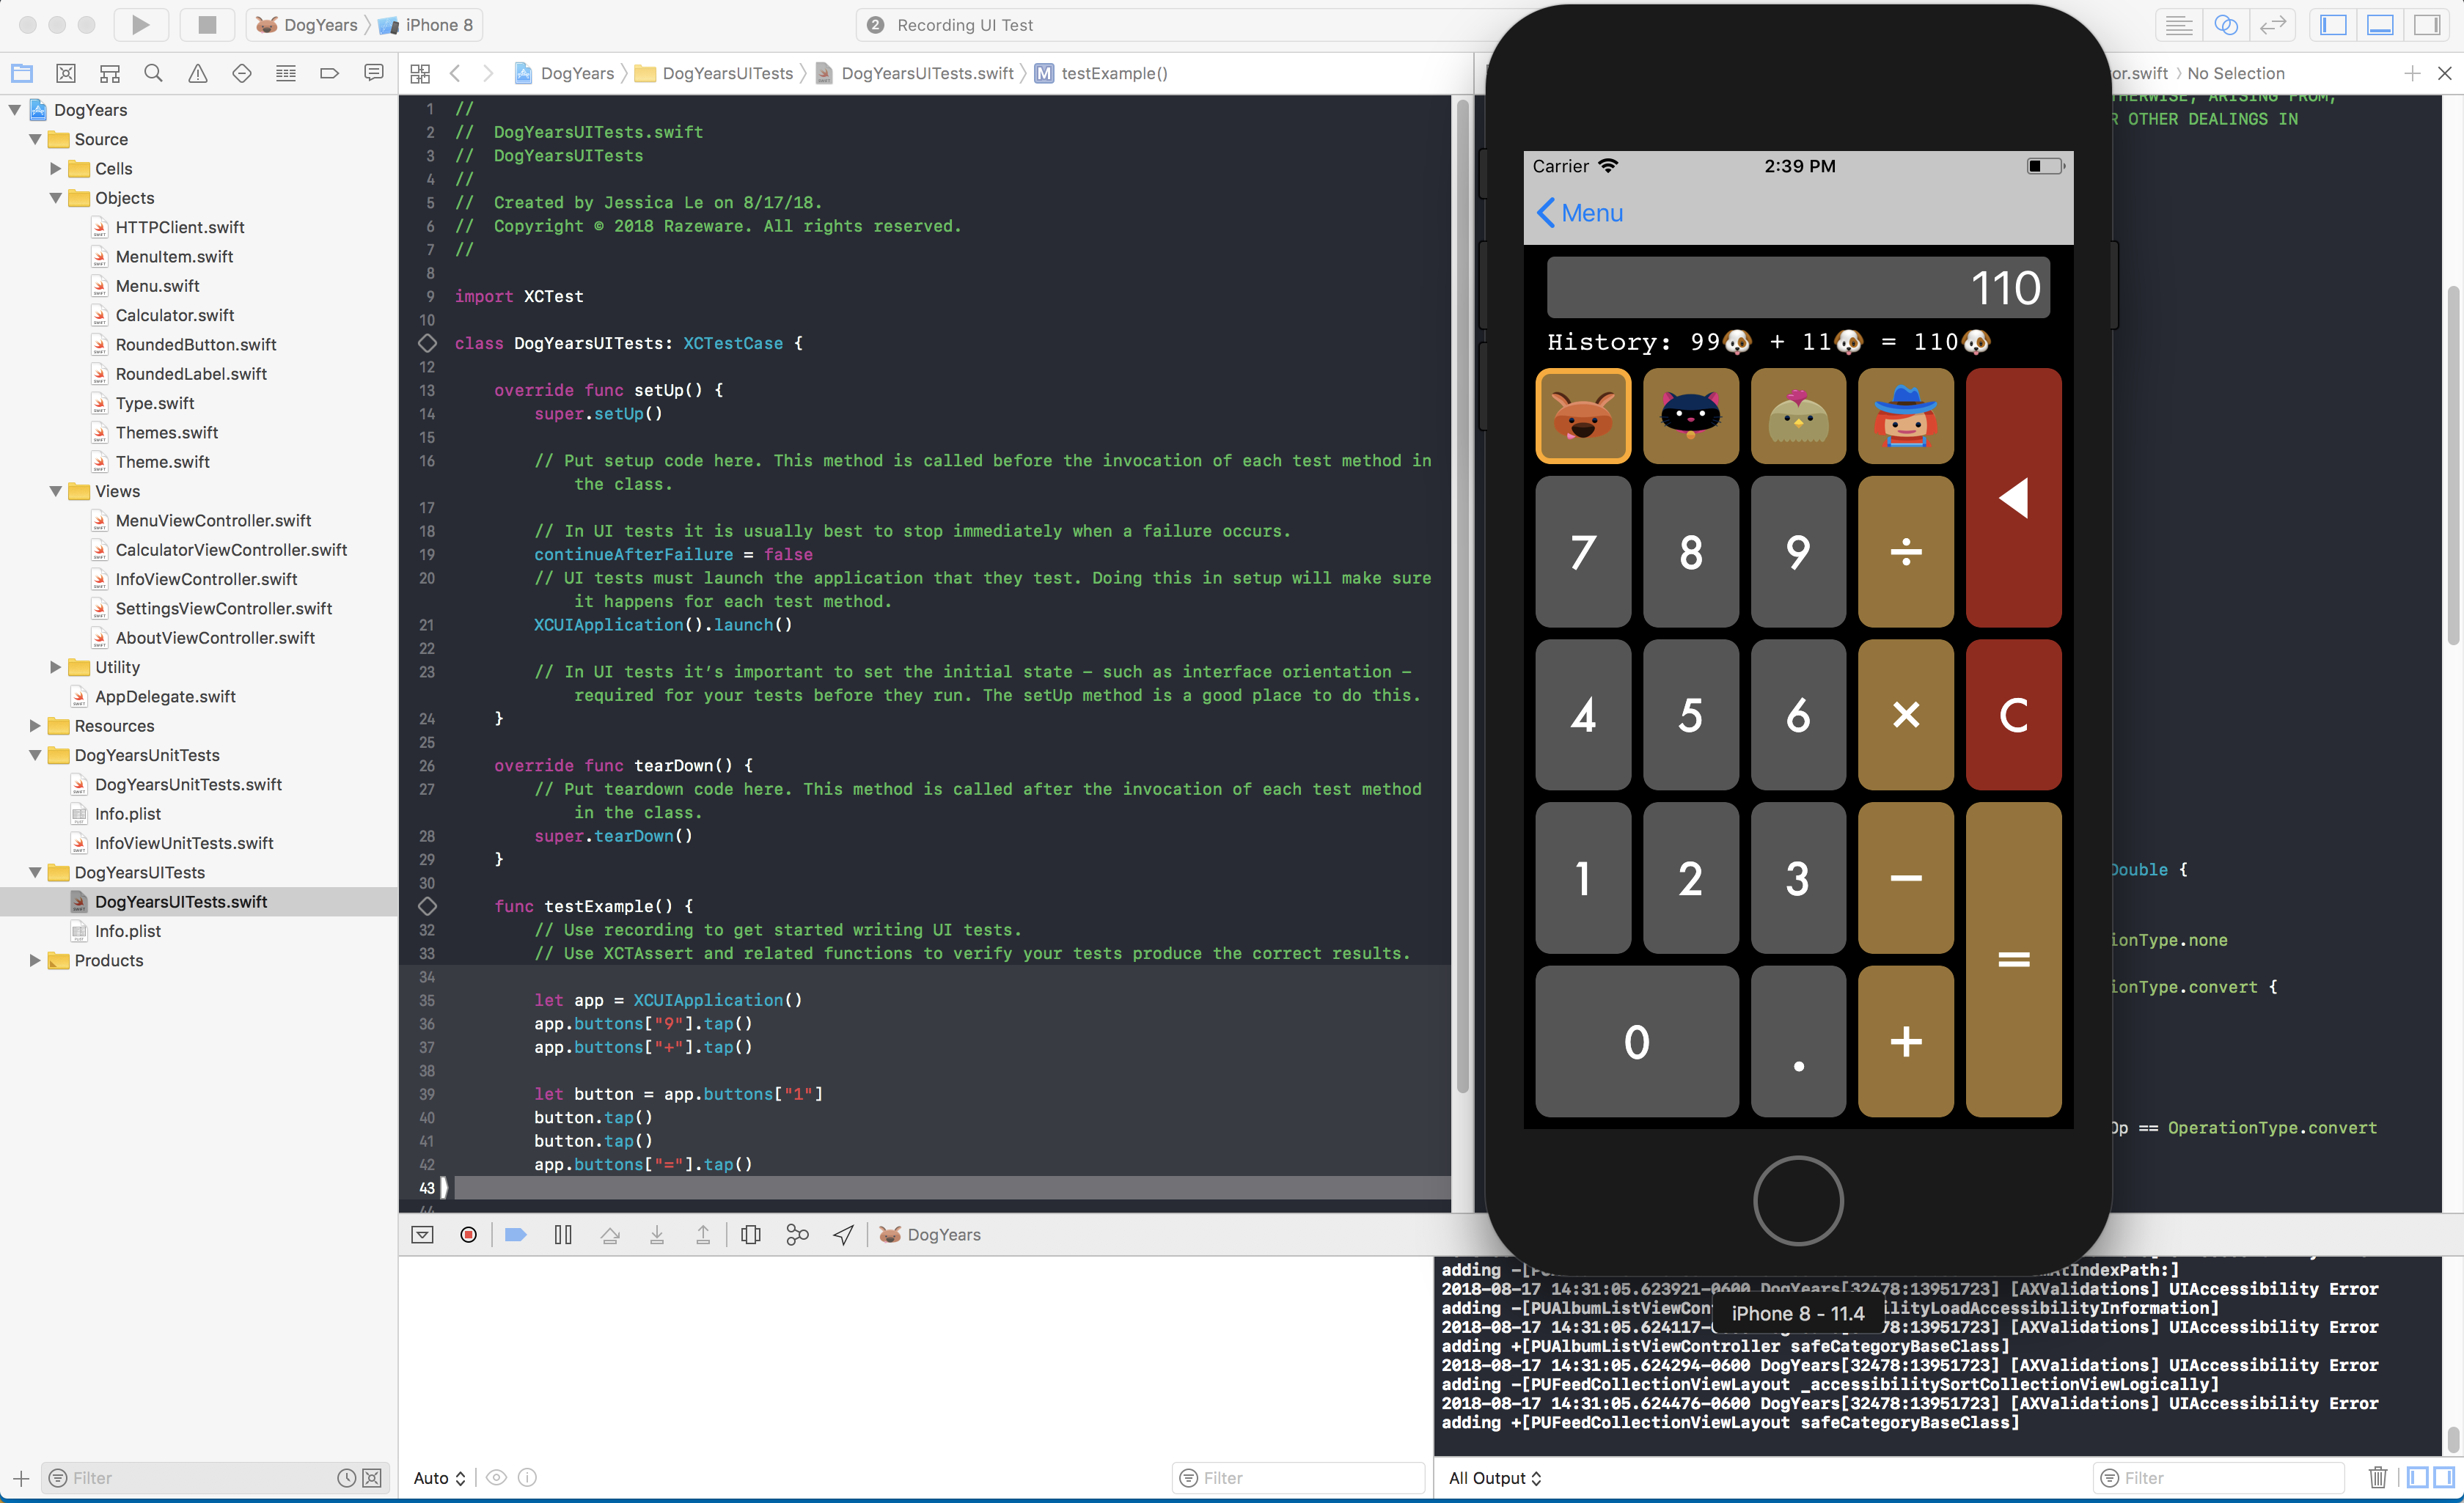 DogYears
iPhone 8
2
Recording UI Test
DogYears
DogYearsUITests
DogYearsUITests.swift
M testExample()
or.swift
No Selection
DogYears
Source
Cells
Objects
HTTPClient.swift
MenuItem.swift
Menu.swift
Calculator.swift
RoundedButton.swift
RoundedLabel.swift
Type.swift
Themes.swift
Theme.swift
Views
MenuViewController.swift
CalculatorViewController.swift
InfoViewController.swift
SettingsViewController.swift
AboutViewController.swift
Utility
AppDelegate.swift
Resources
DogYearsUnitTests
DogYearsUnitTests.swift
Info.plist
InfoViewUnitTests.swift
DogYearsUITests
DogYearsUITests.swift
Info.plist
Products
Filter
1 //
2 //  DogYearsUITests.swift
3 //  DogYearsUITests
4 //
5 //  Created by Jessica Le on 8/17/18.
6 //  Copyright © 2018 Razeware. All rights reserved.
7 //
8
9 import XCTest
10
class DogYearsUITests: XCTestCase {
12
13     override func setUp() {
14         super.setUp()
15
16         // Put setup code here. This method is called before the invocation of each test method in
the class.
17
18         // In UI tests it is usually best to stop immediately when a failure occurs.
19         continueAfterFailure = false
20         // UI tests must launch the application that they test. Doing this in setup will make sure
it happens for each test method.
21         XCUIApplication().launch()
22
23         // In UI tests it’s important to set the initial state - such as interface orientation -
required for your tests before they run. The setUp method is a good place to do this.
24     }
25
26     override func tearDown() {
27         // Put teardown code here. This method is called after the invocation of each test method
in the class.
28         super.tearDown()
29     }
30
func testExample() {
32         // Use recording to get started writing UI tests.
33         // Use XCTAssert and related functions to verify your tests produce the correct results.
34
35         let app = XCUIApplication()
36         app.buttons["9"].tap()
37         app.buttons["+"].tap()
38
39         let button = app.buttons["1"]
40         button.tap()
41         button.tap()
42         app.buttons["="].tap()
43
44
Carrier
2:39 PM
Menu
110
History: 99🐶 + 11🐶 = 110🐶
7 8 9 ÷
4 5 6 × C
1 2 3 −
0 . + =
iPhone 8 - 11.4
THERWISE, ARISING FROM,
R OTHER DEALINGS IN
Double {
ionType.none
ionType.convert {
Op == OperationType.convert
DogYears
adding -[P
tIndexPath:]
2018-08-17 14:31:05.623921-0600 DogYears[32478:13951723] [AXValidations] UIAccessibility Error
adding -[PUAlbumListViewCon
ilityLoadAccessibilityInformation]
2018-08-17 14:31:05.624117-
78:13951723] [AXValidations] UIAccessibility Error
adding +[PUAlbumListViewController safeCategoryBaseClass]
2018-08-17 14:31:05.624294-0600 DogYears[32478:13951723] [AXValidations] UIAccessibility Error
adding -[PUFeedCollectionViewLayout _accessibilitySortCollectionViewLogically]
2018-08-17 14:31:05.624476-0600 DogYears[32478:13951723] [AXValidations] UIAccessibility Error
adding +[PUFeedCollectionViewLayout safeCategoryBaseClass]
Auto
Filter
All Output
Filter